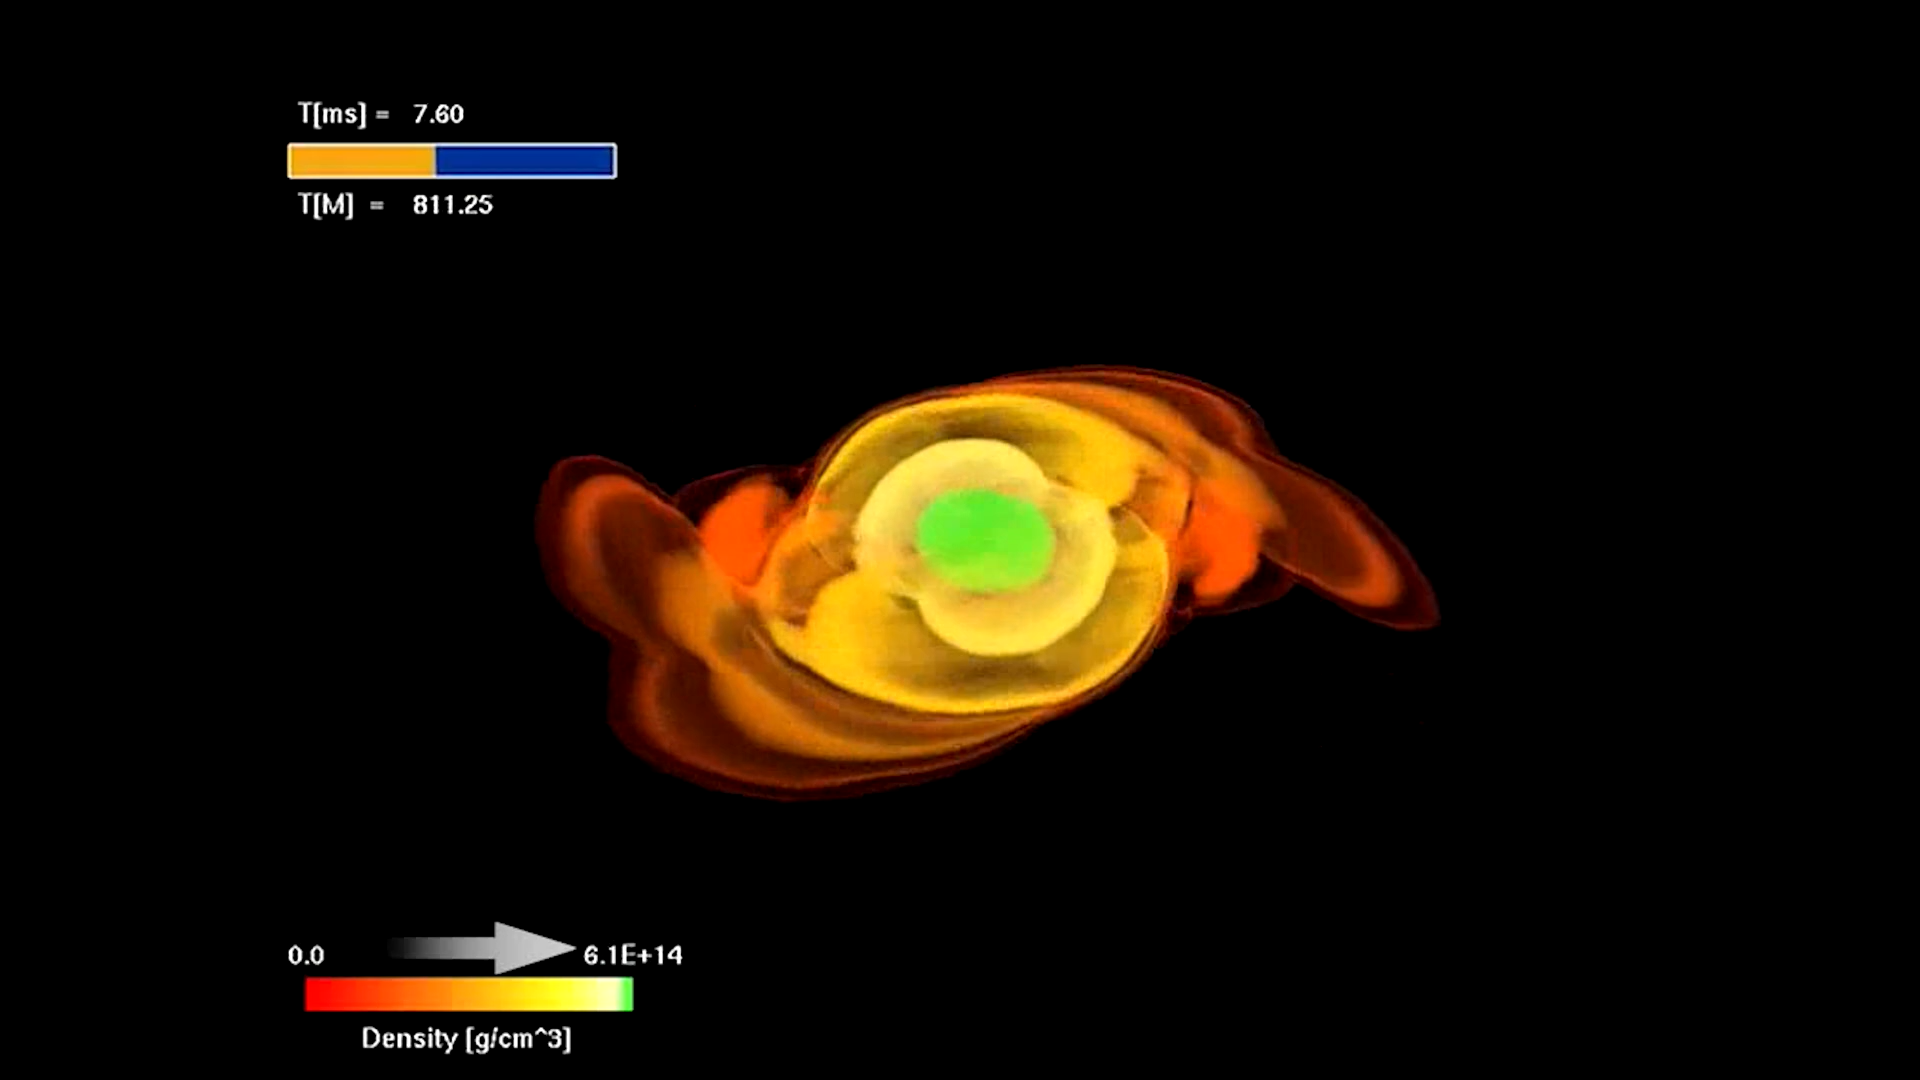 T[ms] = 7.60
T[M] = 811.25
0.0 6.1E+14
Density [g/cm^3]